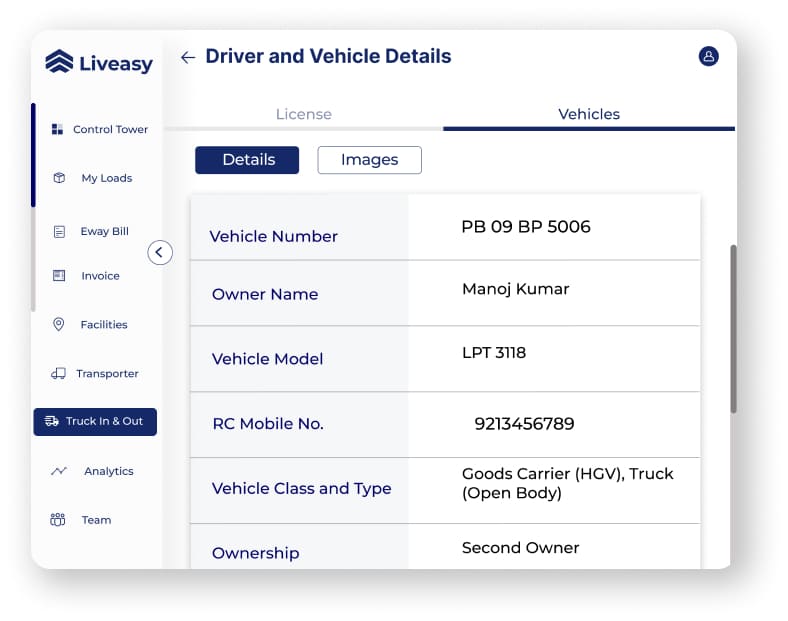 Liveasy
Driver and Vehicle Details
Control Tower
My Loads
Eway Bill
Invoice
Facilities
Transporter
Truck In & Out
Analytics
Team
License
Vehicles
Details
Images
Vehicle Number
PB 09 BP 5006
Owner Name
Manoj Kumar
Vehicle Model
LPT 3118
RC Mobile No.
9213456789
Vehicle Class and Type
Goods Carrier (HGV), Truck
(Open Body)
Ownership
Second Owner